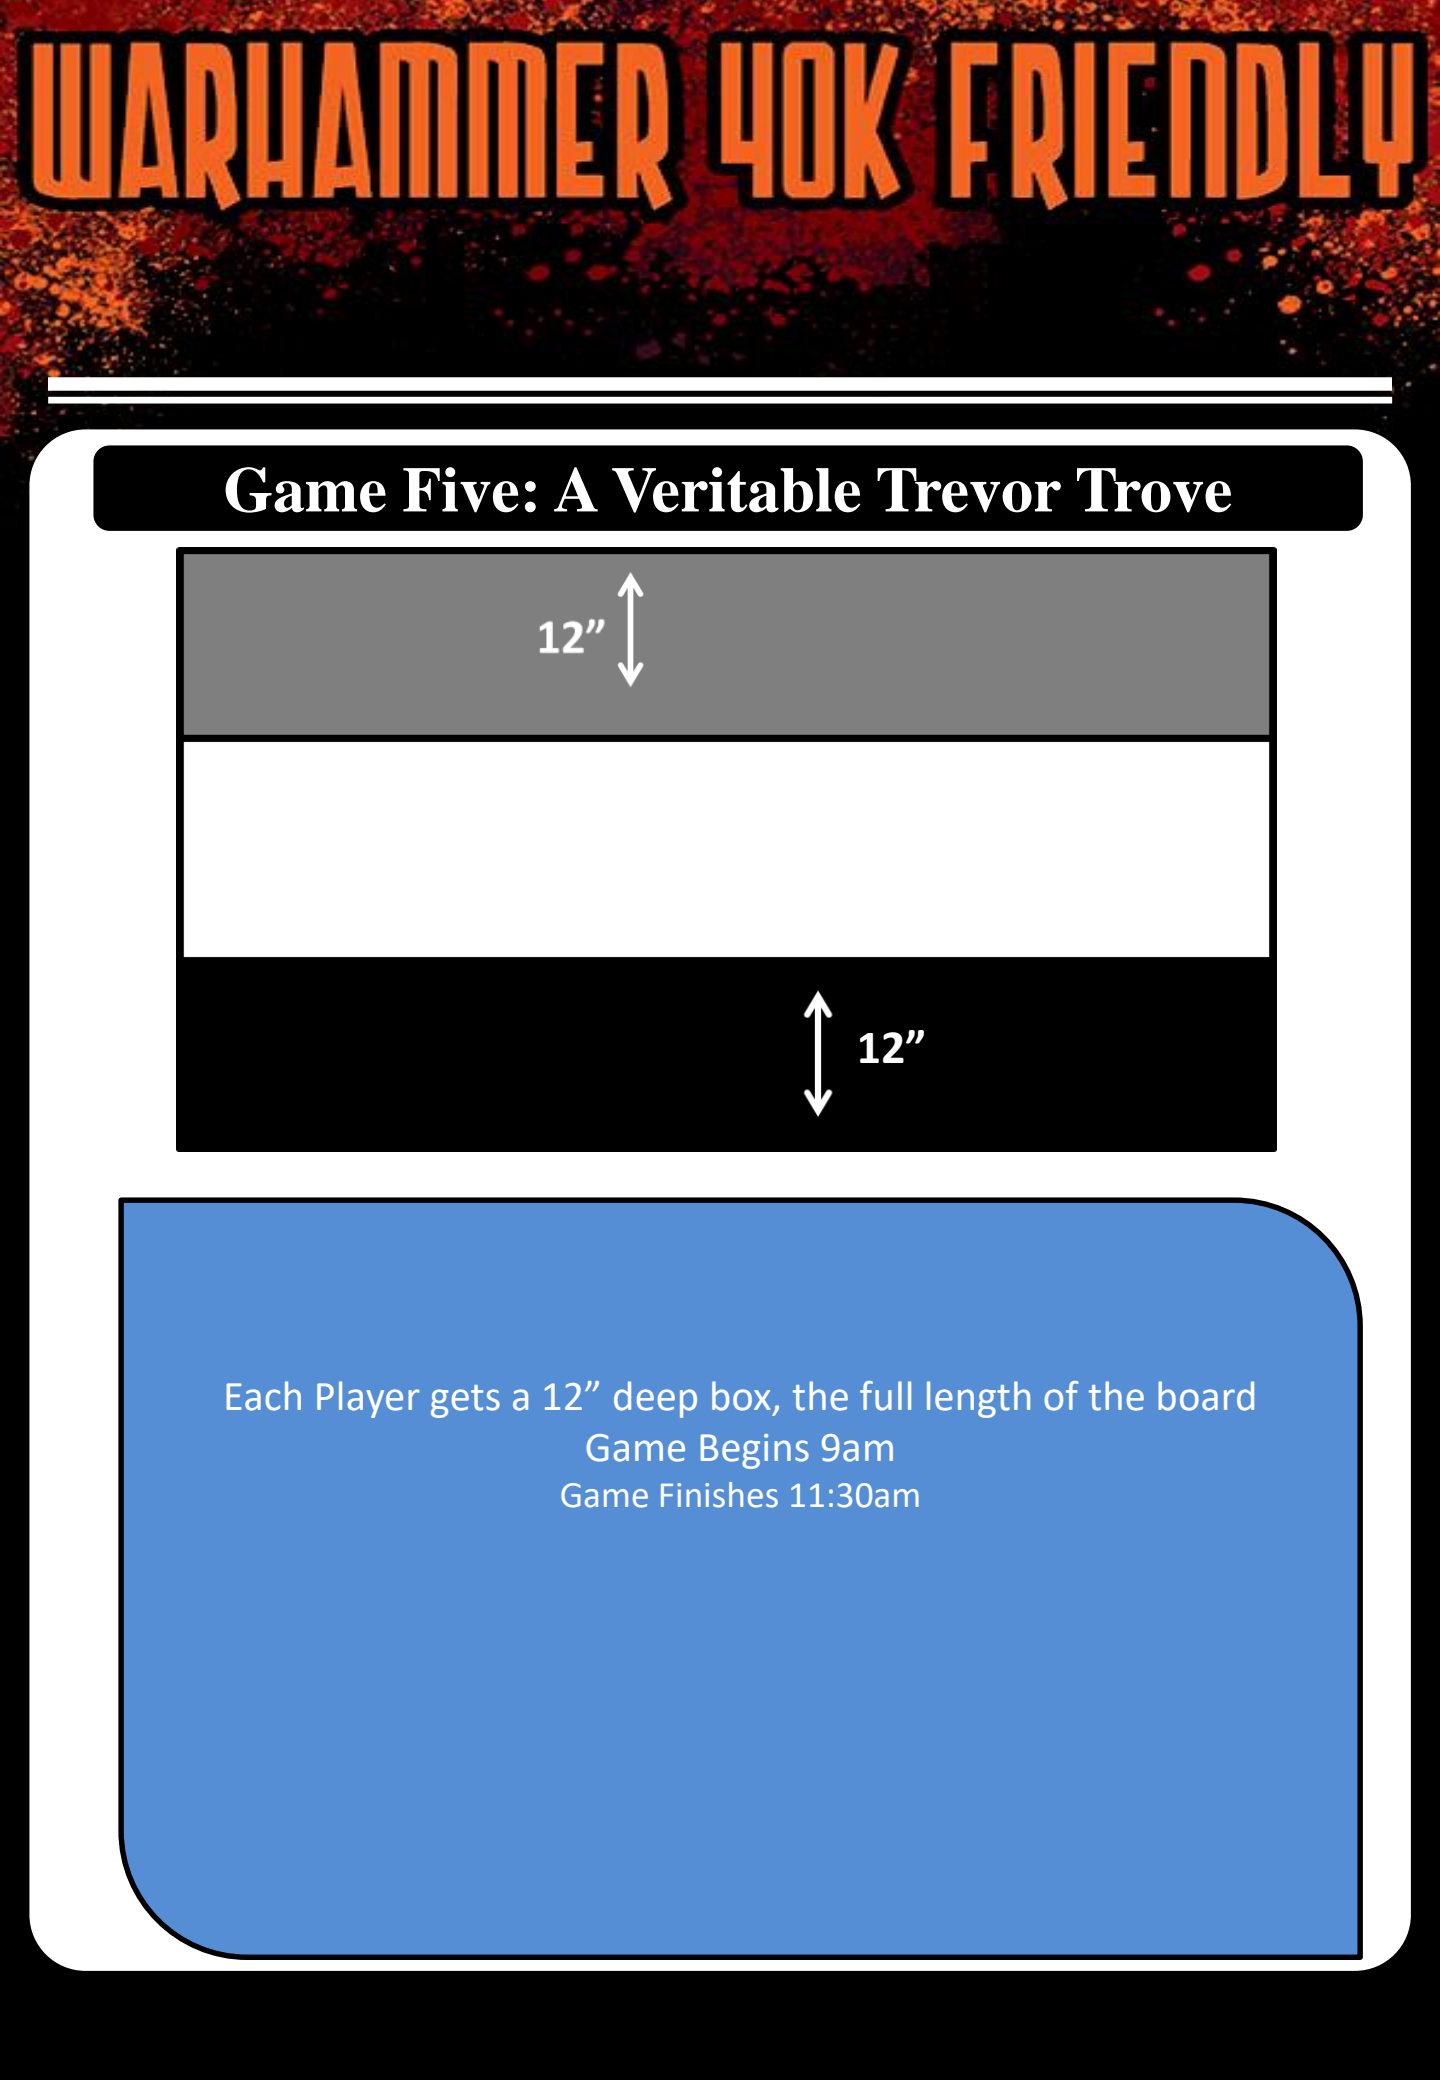 WARHAMMER 40K FRIENDLY
Game Five: A Veritable Trevor Trove
12”
12”
Each Player gets a 12” deep box, the full length of the board
Game Begins 9am
Game Finishes 11:30am